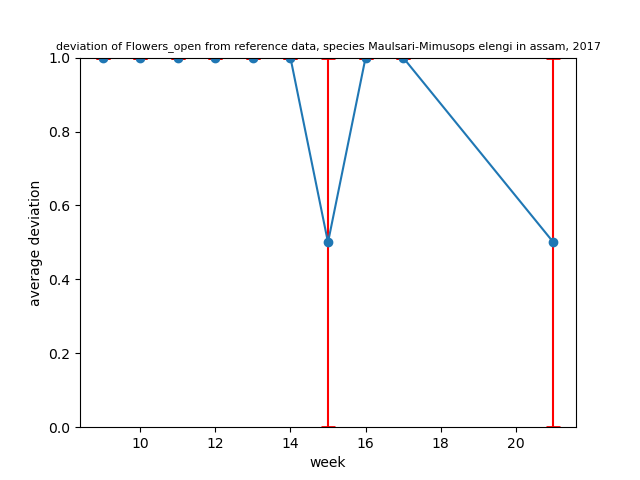 deviation of Flowers_open from reference data, species Maulsari-Mimusops elengi in assam, 2017
1.0
0.8
0.6
0.4
0.2
0.0
average deviation
10 12 14 16 18 20
week